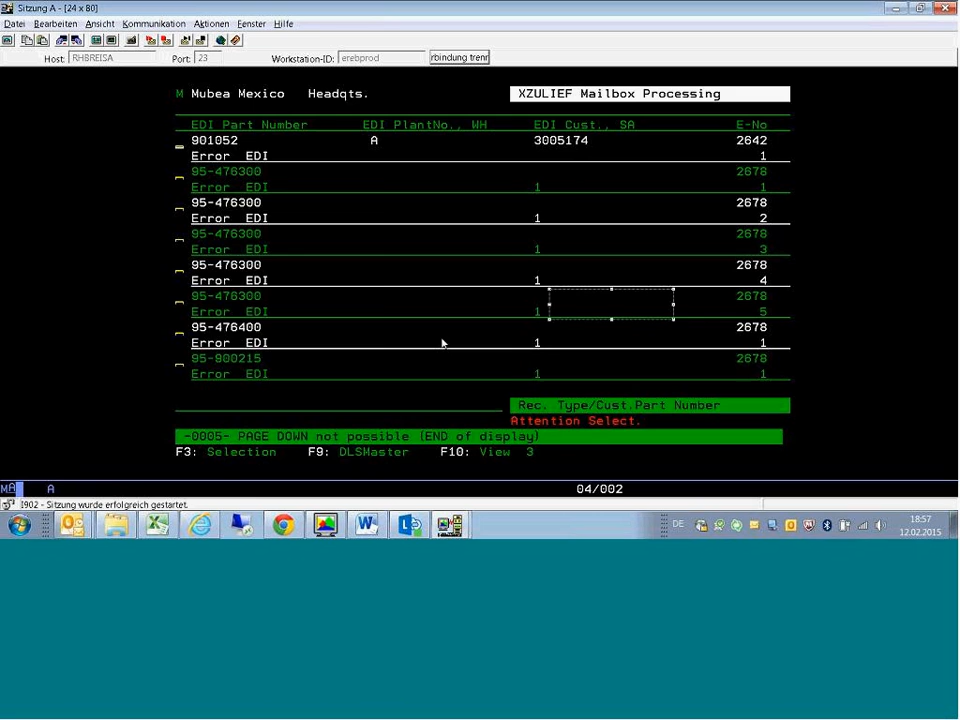 Sitzung A - [24 x 80]
Datei Bearbeiten Ansicht Kommunikation Aktionen Fenster Hilfe
Host: RHBREISA Port: 23 Workstation-ID: erebprod rbindung trenr
M Mubea Mexico Headqts. XZULIEF Mailbox Processing
EDI Part Number EDI PlantNo., WH EDI Cust., SA E-No
901052 A 3005174 2642
Error EDI 1
95-476300 2678
Error EDI 1 1
95-476300 2678
Error EDI 1 2
95-476300 2678
Error EDI 1 3
95-476300 2678
Error EDI 1 4
95-476300 2678
Error EDI 1 5
95-476400 2678
Error EDI 1 1
95-900215 2678
Error EDI 1 1
Rec. Type/Cust.Part Number
Attention Select.
-0005- PAGE DOWN not possible (END of display)
F3: Selection F9: DLSMaster F10: View 3
MA A 04/002
I902 - Sitzung wurde erfolgreich gestartet.
DE 18:57
12.02.2015